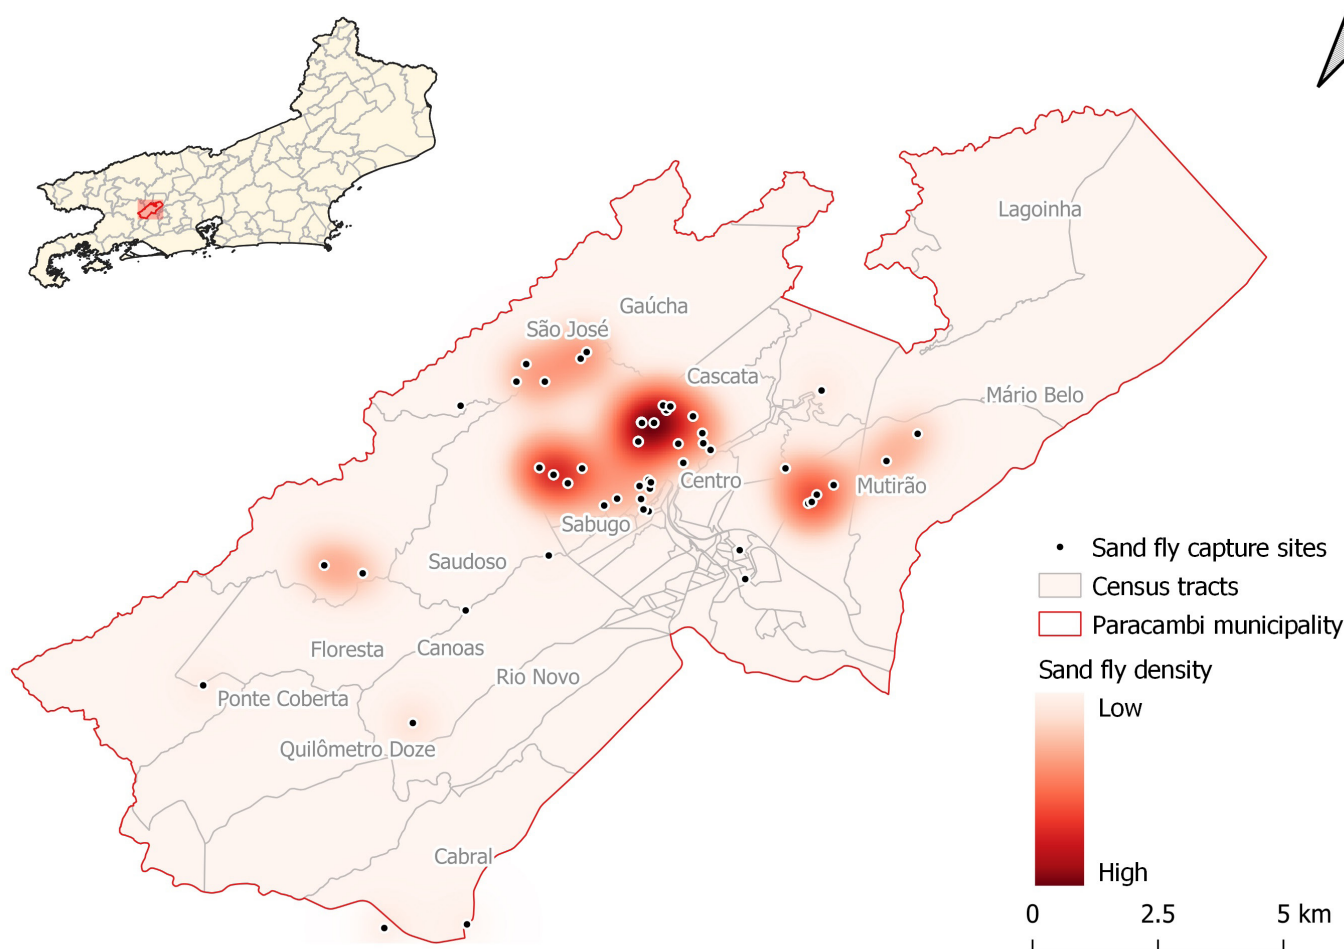 Lagoinha
Gaúcha
São José
Cascata
Mário Belo
Centro
Mutirão
Sabugo
Saudoso
Floresta
Canoas
Rio Novo
Ponte Coberta
Quilômetro Doze
Cabral
Sand fly capture sites
Census tracts
Paracambi municipality
Sand fly density
Low
High
0 2.5 5 km